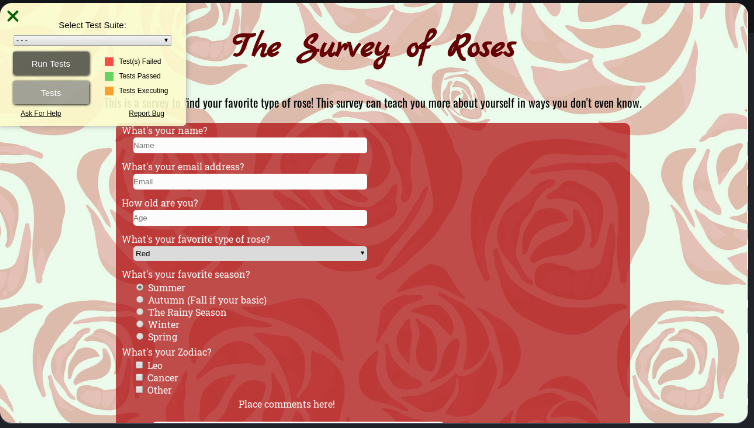 Select Test Suite:
- - -
Run Tests
Test(s) Failed
Tests Passed
Tests
Tests Executing
Ask For Help
Report Bug
The Survey of Roses
This is a survey to find your favorite type of rose! This survey can teach you more about yourself in ways you don't even know.
What's your name?
Name
What's your email address?
Email
How old are you?
Age
What's your favorite type of rose?
Red
What's your favorite season?
Summer
Autumn (Fall if your basic)
The Rainy Season
Winter
Spring
What's your Zodiac?
Leo
Cancer
Other
Place comments here!